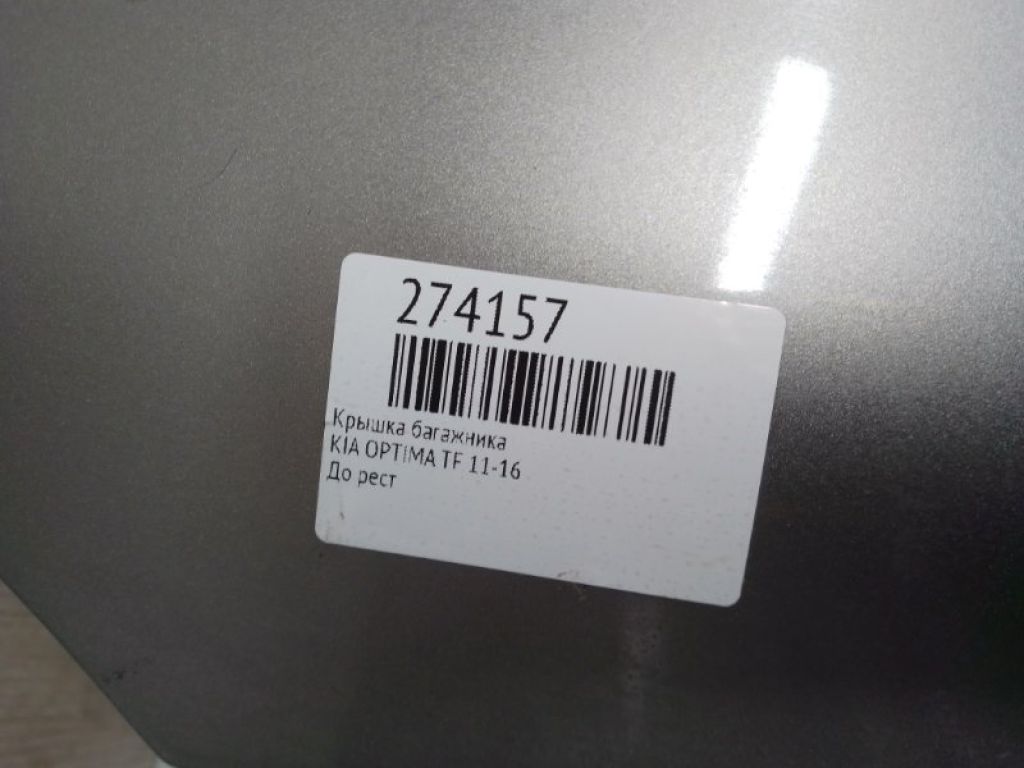 274157
Крышка багажника
KIA OPTIMA TF 11-16
До рест